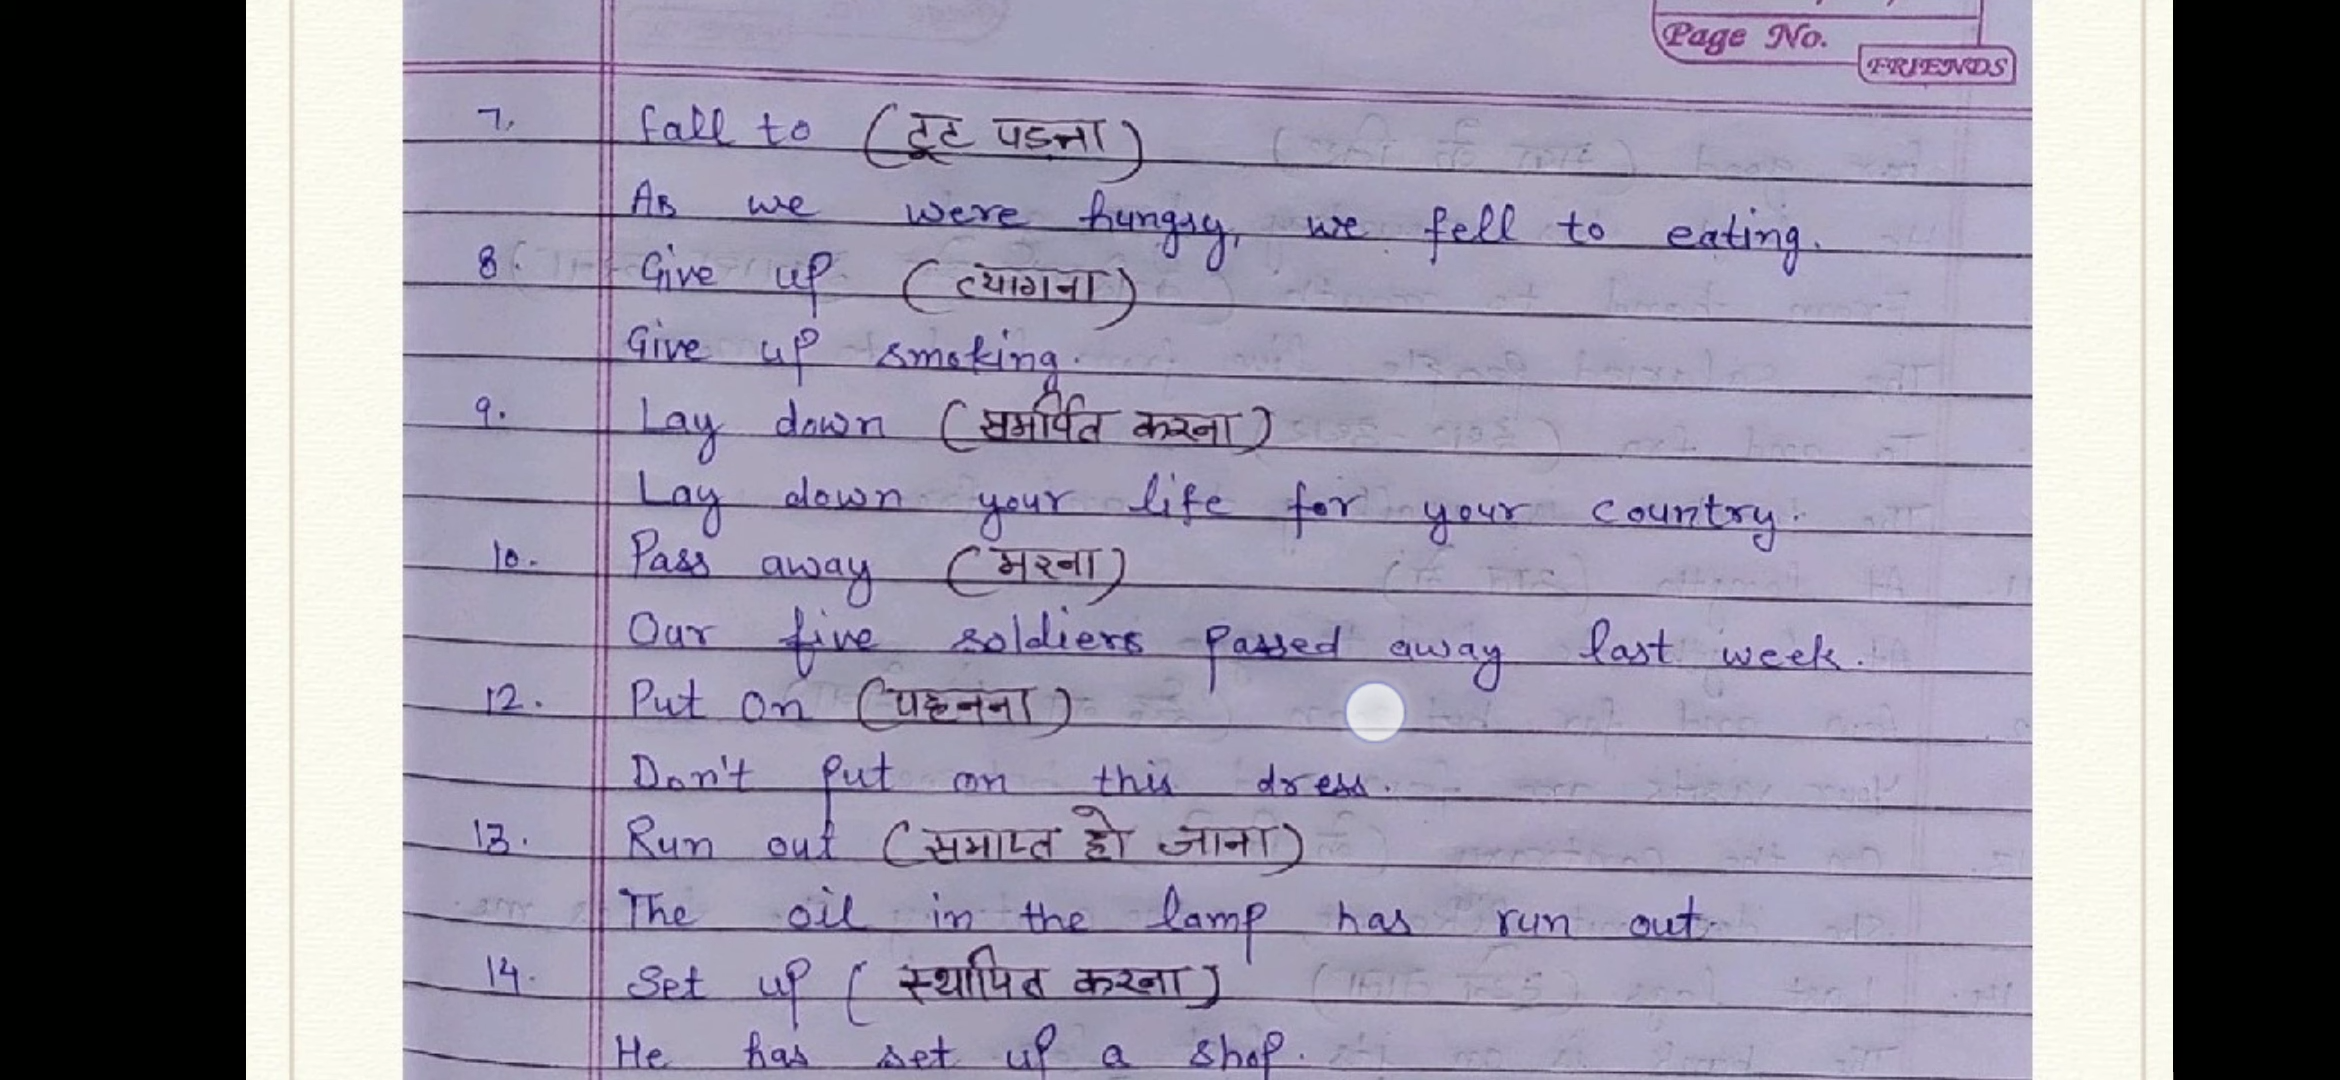 Page No.
FRIENDS
7. fall to (टूट पडना)
As we were hungry, we fell to eating.
8. Give up (त्यागना)
Give up smoking.
9. Lay down (समर्पित करना)
Lay down your life for your country.
10. Pass away (मरना)
Our five soldiers passed away last week.
12. Put on (पहनना)
Don't put on this dress.
13. Run out (समाप्त हो जाना)
The oil in the lamp has run out.
14. Set up (स्थापित करना)
He has set up a shop.